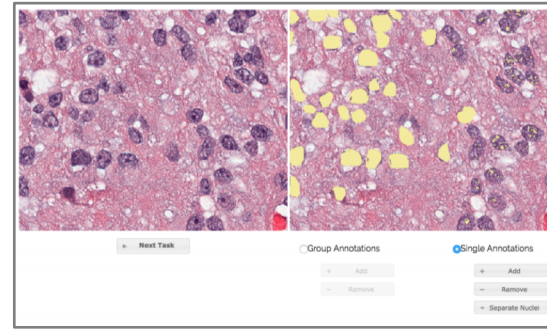 Next Task
Group Annotations
Single Annotations
+ Add
+ Add
- Remove
- Remove
- Separate Nuclei